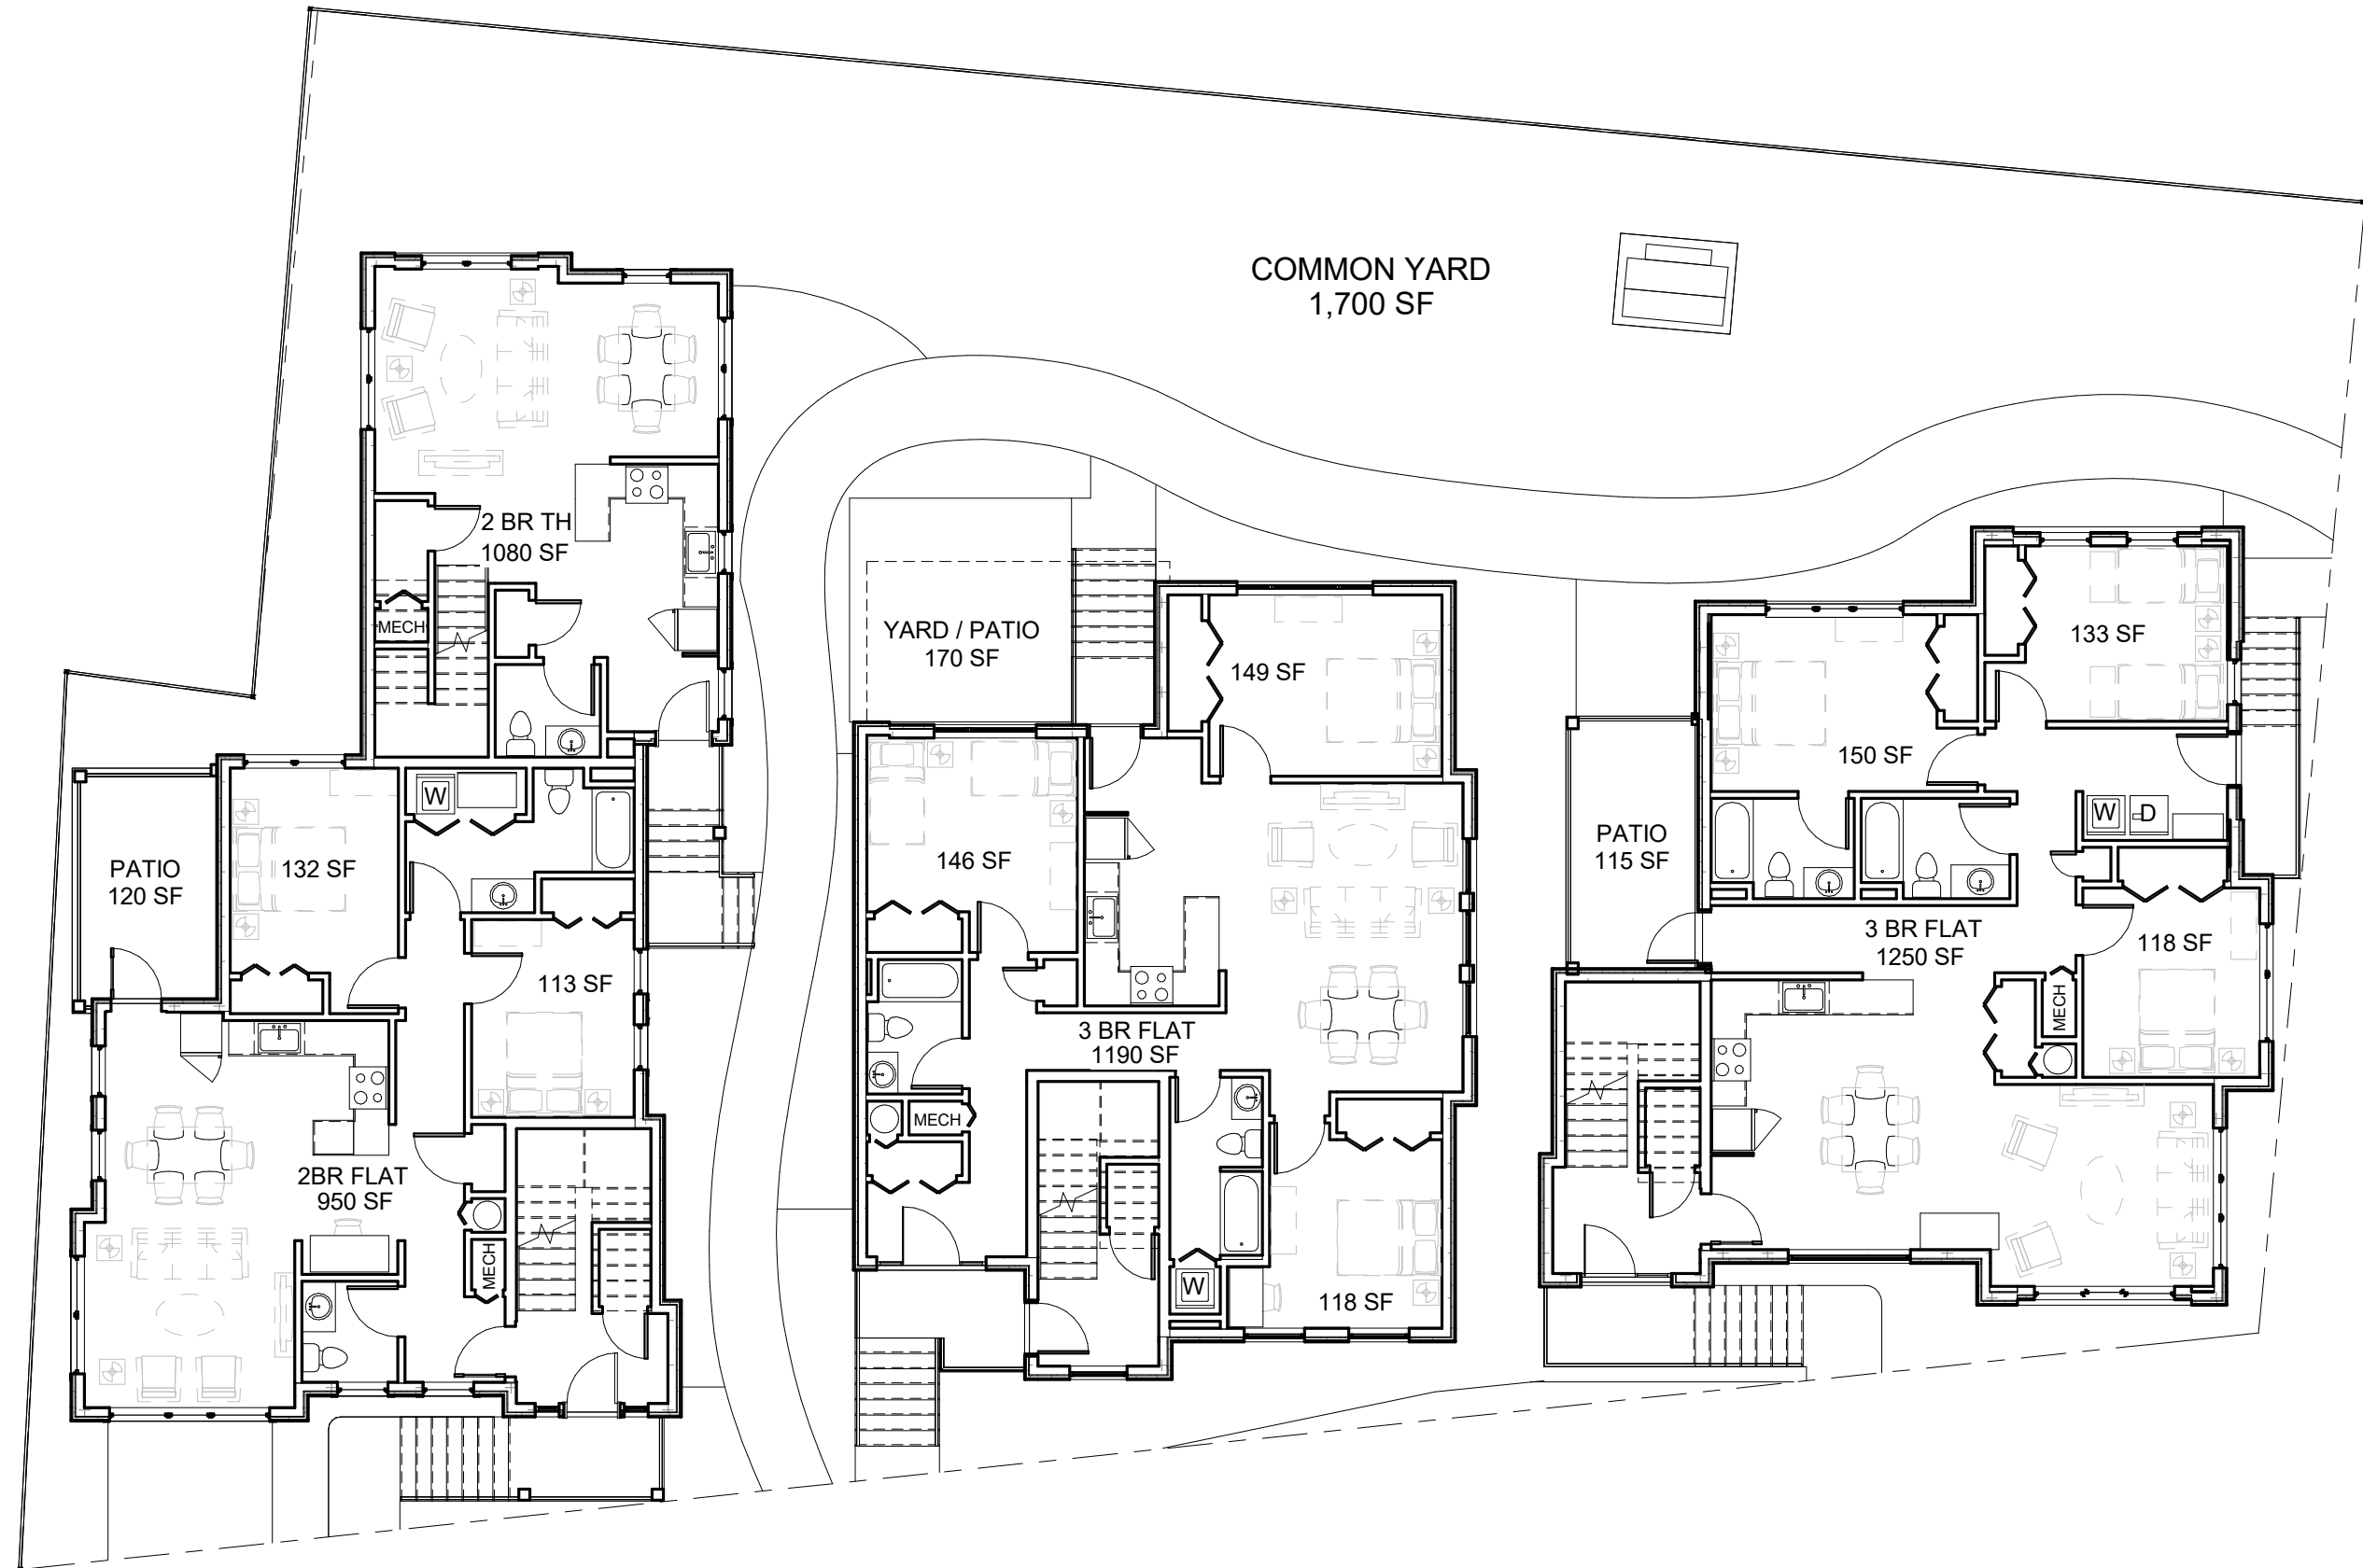 COMMON YARD
1,700 SF
2 BR TH
1080 SF
MECH
YARD / PATIO
170 SF
149 SF
133 SF
150 SF
W
132 SF
PATIO
120 SF
113 SF
146 SF
PATIO
115 SF
W
D
3 BR FLAT
1250 SF
118 SF
MECH
3 BR FLAT
1190 SF
MECH
2BR FLAT
950 SF
MECH
W
118 SF